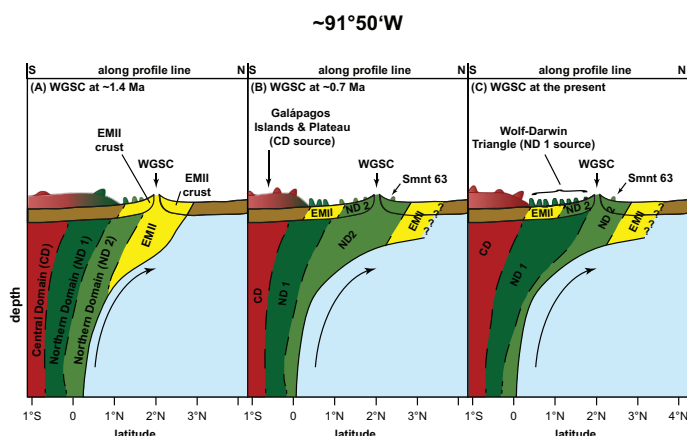 ~91°50‘W
S along profile line N
(A) WGSC at ~1.4 Ma
EMII
crust
WGSC
EMII
crust
EMII
Central Domain (CD)
Northern Domain (ND 1)
Northern Domain (ND 2)
depth
1°S 0 1°N 2°N 3°N
latitude
S along profile line N
(B) WGSC at ~0.7 Ma
Galápagos
Islands & Plateau
(CD source)
WGSC
Smnt 63
EMII
ND 2
CD
ND 1
ND2
EMII
? ? ? ?
1°S 0 1°N 2°N 3°N
latitude
S along profile line N
(C) WGSC at the present
Wolf-Darwin
Triangle (ND 1 source)
WGSC
Smnt 63
EMII
ND 2
CD
ND 1
ND 2
EMII
? ? ? ?
1°S 0 1°N 2°N 3°N 4°N
latitude